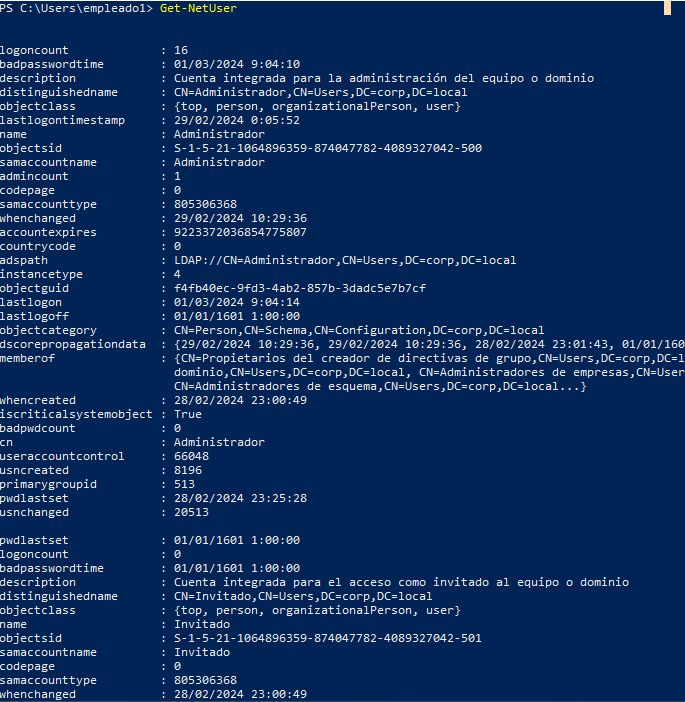 PS C:\Users\empleado1> Get-NetUser
logoncount : 16
badpasswordtime : 01/03/2024 9:04:10
description : Cuenta integrada para la administración del equipo o dominio
distinguishedname : CN=Administrador,CN=Users,DC=corp,DC=local
objectclass : {top, person, organizationalPerson, user}
lastlogontimestamp : 29/02/2024 0:05:52
name : Administrador
objectsid : S-1-5-21-1064896359-874047782-4089327042-500
samaccountname : Administrador
admincount : 1
codepage : 0
samaccounttype : 805306368
whenchanged : 29/02/2024 10:29:36
accountexpires : 9223372036854775807
countrycode : 0
adspath : LDAP://CN=Administrador,CN=Users,DC=corp,DC=local
instancetype : 4
objectguid : f4fb40ec-9fd3-4ab2-857b-3dadc5e7b7cf
lastlogon : 01/03/2024 9:04:14
lastlogoff : 01/01/1601 1:00:00
objectcategory : CN=Person,CN=Schema,CN=Configuration,DC=corp,DC=local
dscorepropagationdata : {29/02/2024 10:29:36, 29/02/2024 10:29:36, 28/02/2024 23:01:43, 01/01/160
memberof : {CN=Propietarios del creador de directivas de grupo,CN=Users,DC=corp,DC=l
dominio,CN=Users,DC=corp,DC=local, CN=Administradores de empresas,CN=User
CN=Administradores de esquema,CN=Users,DC=corp,DC=local...}
whencreated : 28/02/2024 23:00:49
iscriticalsystemobject : True
badpwdcount : 0
cn : Administrador
useraccountcontrol : 66048
usncreated : 8196
primarygroupid : 513
pwdlastset : 28/02/2024 23:25:28
usnchanged : 20513
pwdlastset : 01/01/1601 1:00:00
logoncount : 0
badpasswordtime : 01/01/1601 1:00:00
description : Cuenta integrada para el acceso como invitado al equipo o dominio
distinguishedname : CN=Invitado,CN=Users,DC=corp,DC=local
objectclass : {top, person, organizationalPerson, user}
name : Invitado
objectsid : S-1-5-21-1064896359-874047782-4089327042-501
samaccountname : Invitado
codepage : 0
samaccounttype : 805306368
whenchanged : 28/02/2024 23:00:49